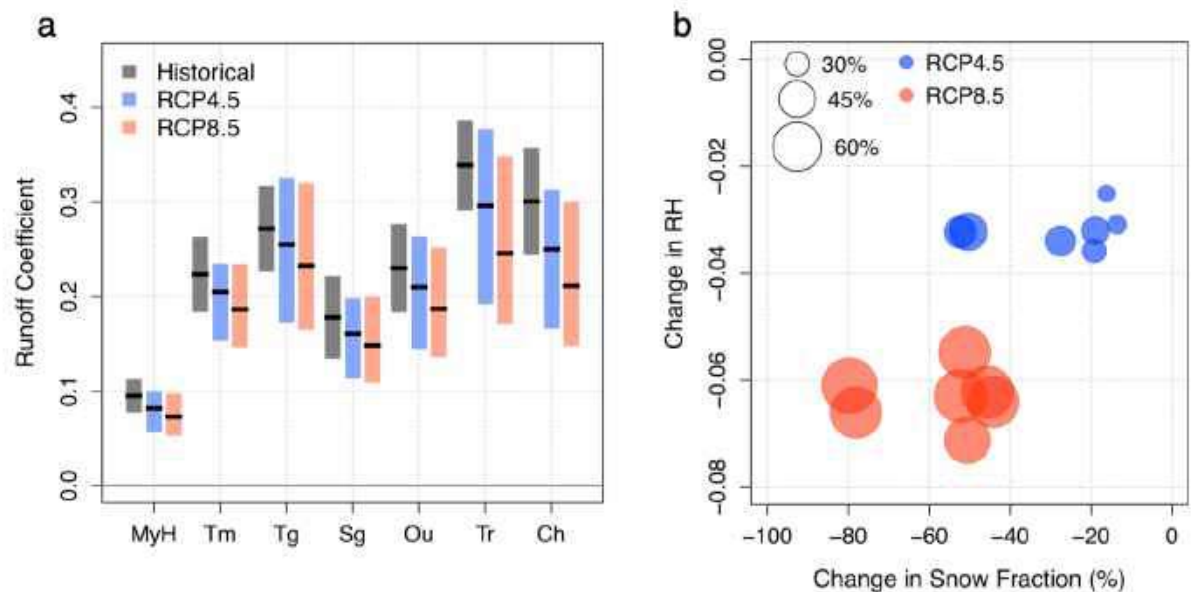 a
Historical
RCP4.5
RCP8.5
Runoff Coefficient
0.4
0.3
0.2
0.1
0.0
MyH Tm Tg Sg Ou Tr Ch
b
30%
45%
60%
RCP4.5
RCP8.5
Change in RH
0.00
−0.02
−0.04
−0.06
−0.08
−100 −80 −60 −40 −20 0
Change in Snow Fraction (%)